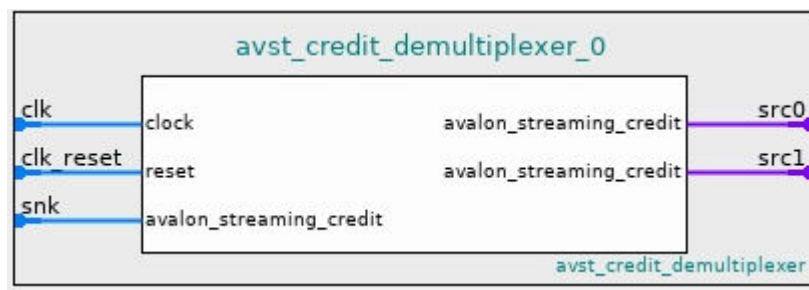 avst_credit_demultiplexer_0
clk
clock
avalon_streaming_credit
src0
clk_reset
reset
avalon_streaming_credit
src1
snk
avalon_streaming_credit
avst_credit_demultiplexer